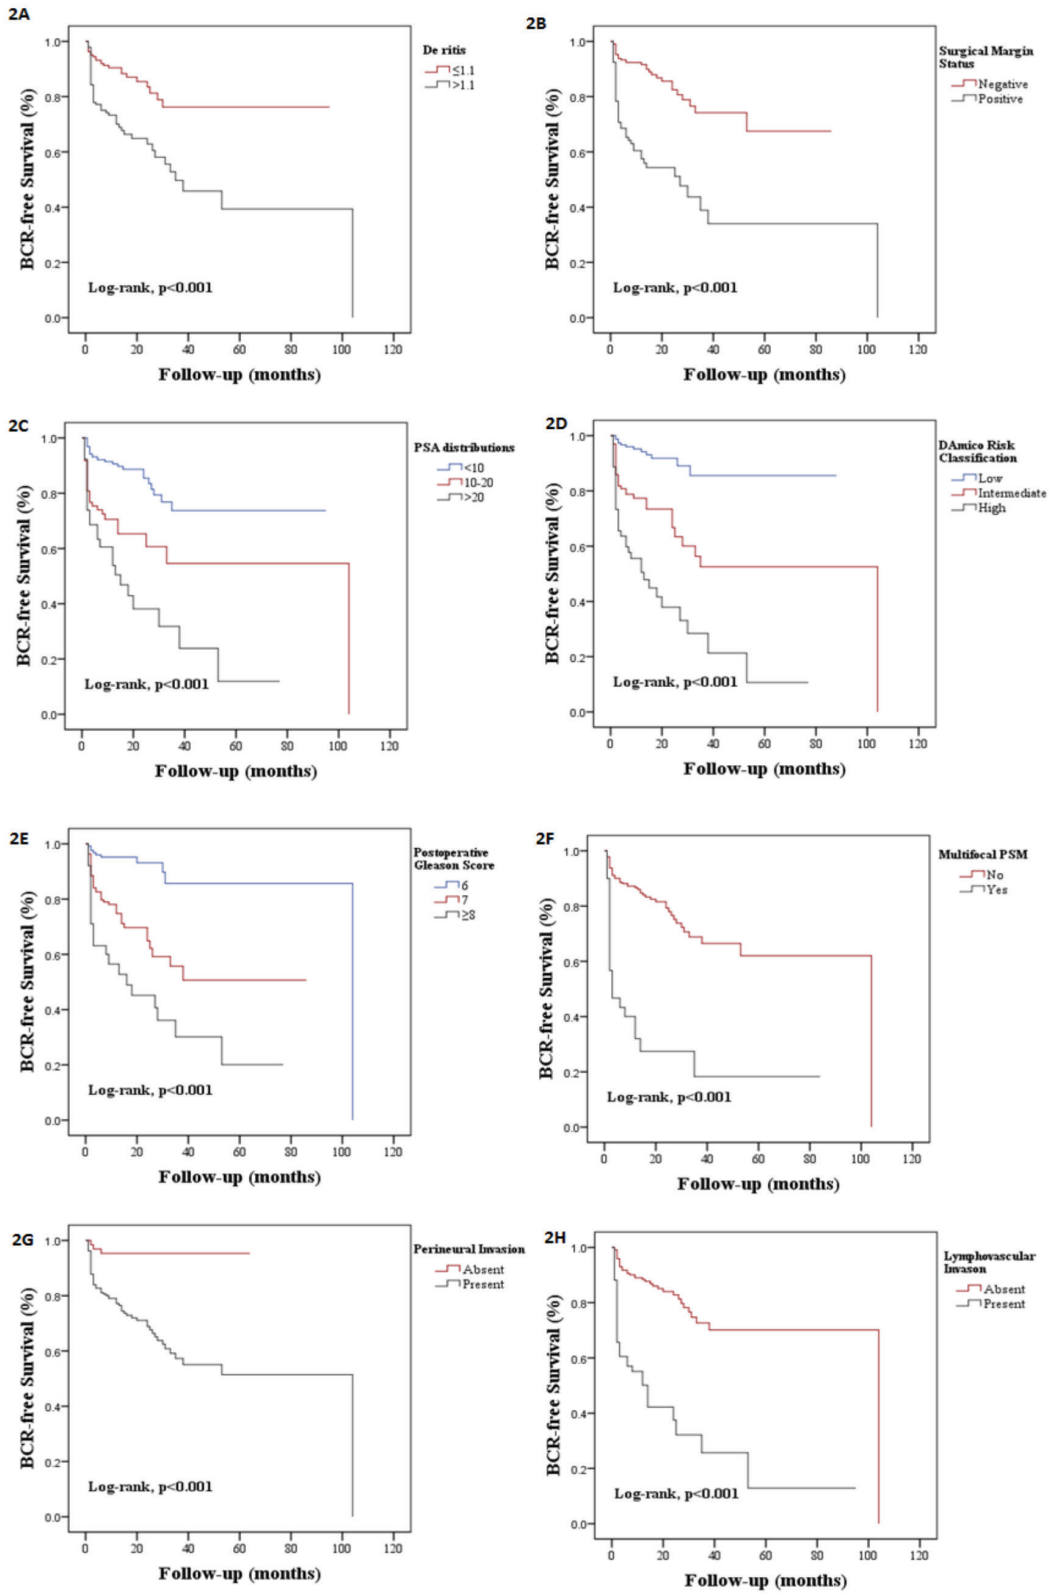 2A
De ritis
≤1.1
>1.1
BCR-free Survival (%)
1.0
0.8
0.6
0.4
0.2
0.0
Log-rank, p<0.001
0 20 40 60 80 100 120
Follow-up (months)
2B
Surgical Margin
Status
Negative
Positive
BCR-free Survival (%)
1.0
0.8
0.6
0.4
0.2
0.0
Log-rank, p<0.001
0 20 40 60 80 100 120
Follow-up (months)
2C
PSA distributions
<10
10-20
>20
BCR-free Survival (%)
1.0
0.8
0.6
0.4
0.2
0.0
Log-rank, p<0.001
0 20 40 60 80 100 120
Follow-up (months)
2D
DAmico Risk
Classification
Low
Intermediate
High
BCR-free Survival (%)
1.0
0.8
0.6
0.4
0.2
0.0
Log-rank, p<0.001
0 20 40 60 80 100 120
Follow-up (months)
2E
Postoperative
Gleason Score
6
7
≥8
BCR-free Survival (%)
1.0
0.8
0.6
0.4
0.2
0.0
Log-rank, p<0.001
0 20 40 60 80 100 120
Follow-up (months)
2F
Multifocal PSM
No
Yes
BCR-free Survival (%)
1.0
0.8
0.6
0.4
0.2
0.0
Log-rank, p<0.001
0 20 40 60 80 100 120
Follow-up (months)
2G
Perineural Invasion
Absent
Present
BCR-free Survival (%)
1.0
0.8
0.6
0.4
0.2
0.0
Log-rank, p<0.001
0 20 40 60 80 100 120
Follow-up (months)
2H
Lymphovascular
Invason
Absent
Present
BCR-free Survival (%)
1.0
0.8
0.6
0.4
0.2
0.0
Log-rank, p<0.001
0 20 40 60 80 100 120
Follow-up (months)